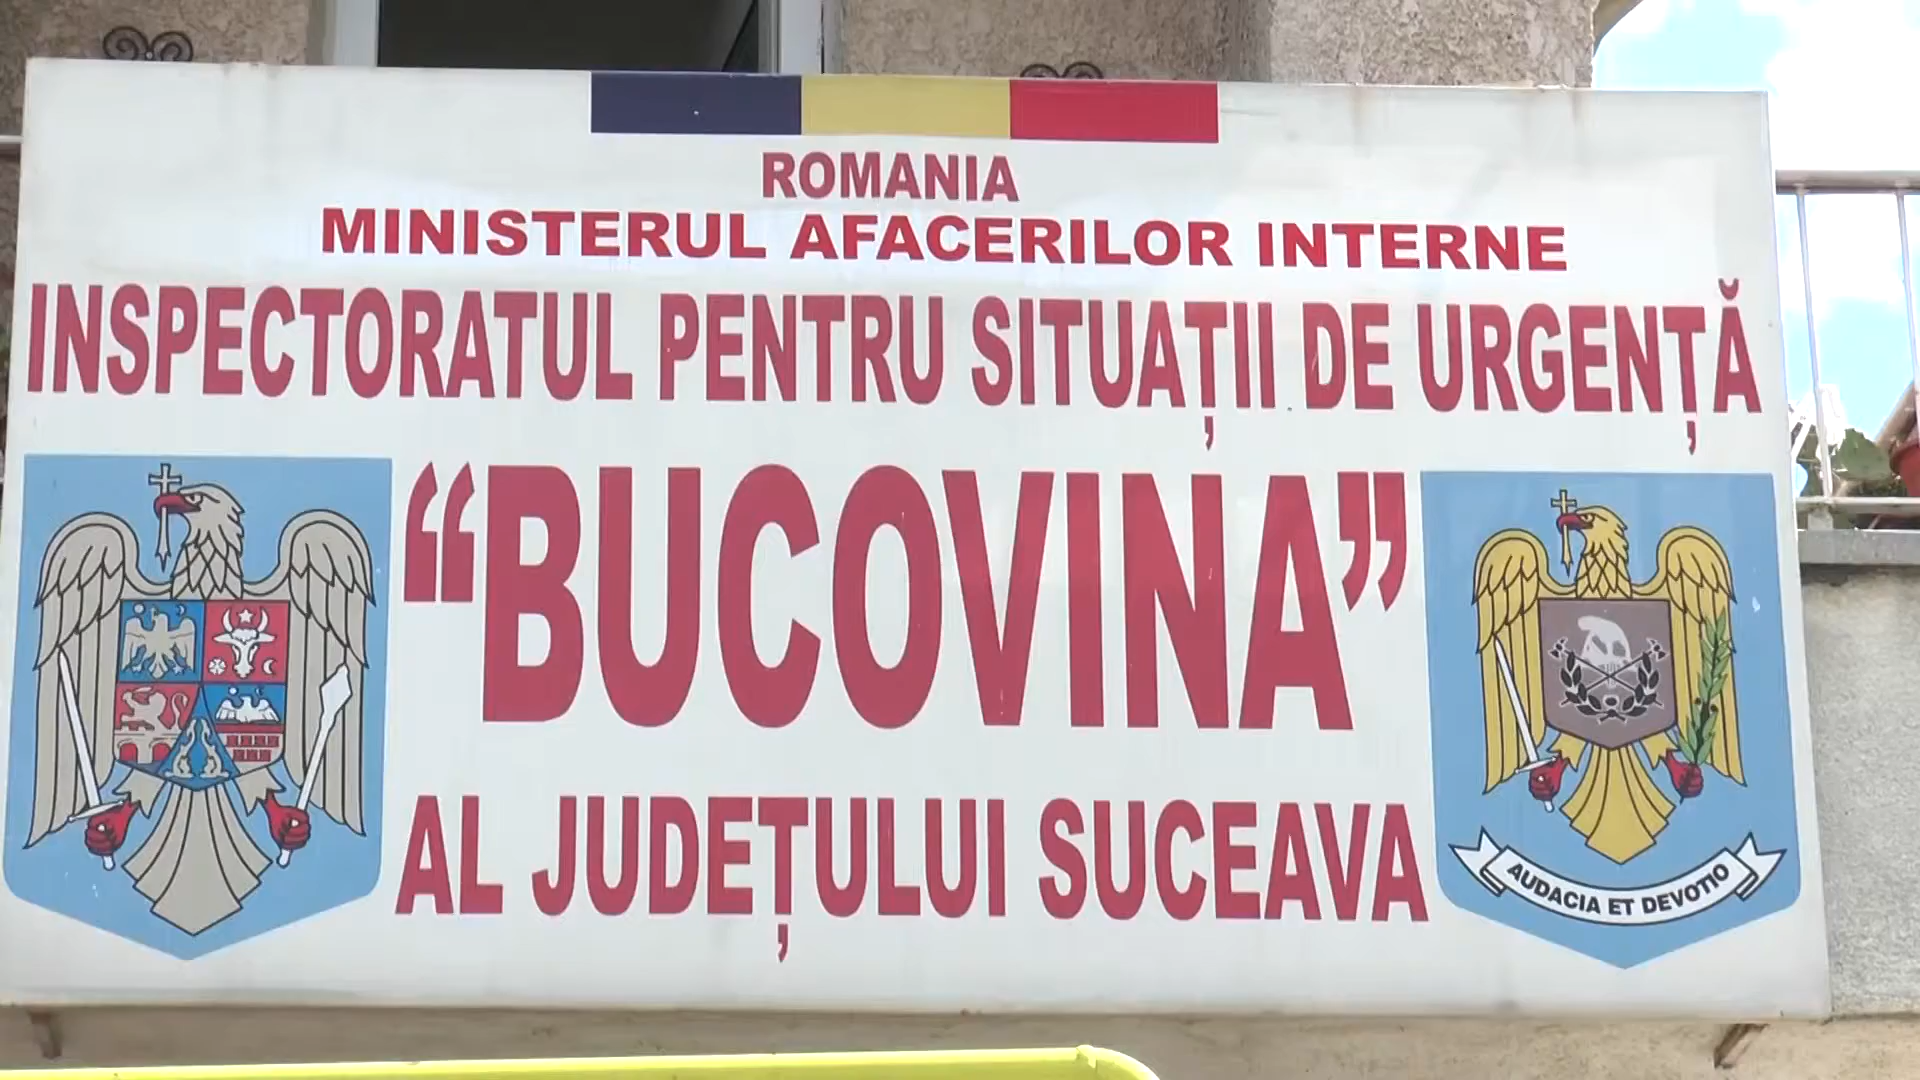 ROMANIA
MINISTERUL AFACERILOR INTERNE
INSPECTORATUL PENTRU SITUAȚII DE URGENȚĂ
“BUCOVINA”
AL JUDEȚULUI SUCEAVA
AUDACIA ET DEVOTIO